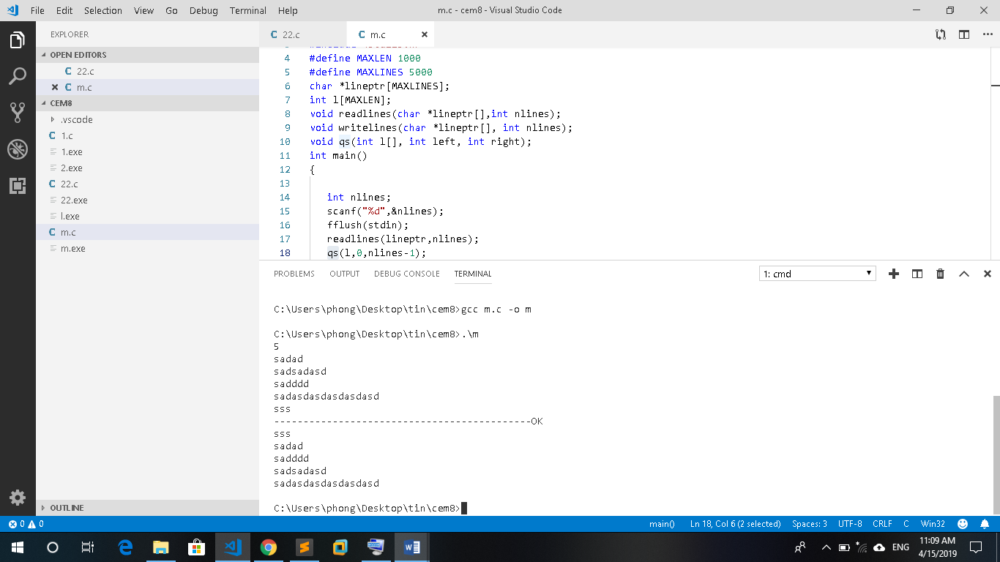 File Edit Selection View Go Debug Terminal Help
m.c - cem8 - Visual Studio Code
EXPLORER
OPEN EDITORS
C 22.c
C m.c
CEM8
.vscode
C 1.c
1.exe
2.exe
C 22.c
22.exe
l.exe
C m.c
m.exe
OUTLINE
C 22.c
C m.c
4 #define MAXLEN 1000
5 #define MAXLINES 5000
6 char *lineptr[MAXLINES];
7 int l[MAXLEN];
8 void readlines(char *lineptr[],int nlines);
9 void writelines(char *lineptr[], int nlines);
10 void qs(int l[], int left, int right);
11 int main()
12 {
13
14 int nlines;
15 scanf("%d",&nlines);
16 fflush(stdin);
17 readlines(lineptr,nlines);
18 qs(l,0,nlines-1);
PROBLEMS OUTPUT DEBUG CONSOLE TERMINAL
1: cmd
C:\Users\phong\Desktop\tin\cem8>gcc m.c -o m
C:\Users\phong\Desktop\tin\cem8>.\m
5
sadad
sadsadasd
sadddd
sadasdasdasdasdasd
sss
--------------------------------------------OK
sss
sadad
sadddd
sadsadasd
sadasdasdasdasdasd
C:\Users\phong\Desktop\tin\cem8>
0 0
main() Ln 18, Col 6 (2 selected) Spaces: 3 UTF-8 CRLF C Win32
ENG
11:09 AM
4/15/2019